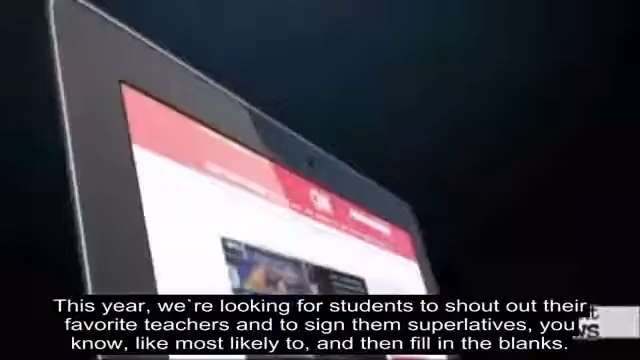 This year, we`re looking for students to shout out their
favorite teachers and to sign them superlatives, you
know, like most likely to, and then fill in the blanks.